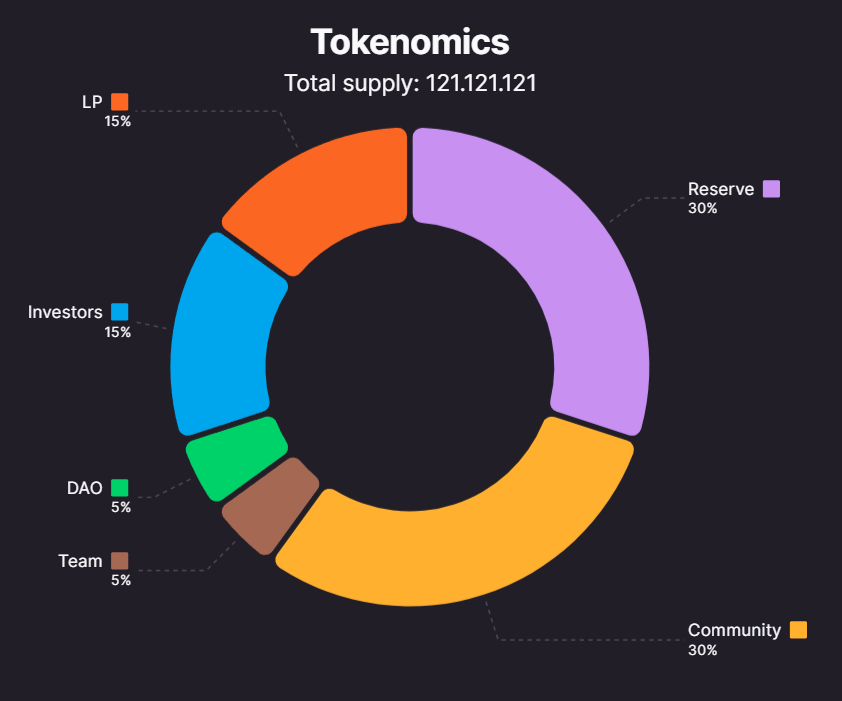 Tokenomics
Total supply: 121.121.121
LP
15%
Reserve
30%
Investors
15%
DAO
5%
Team
5%
Community
30%